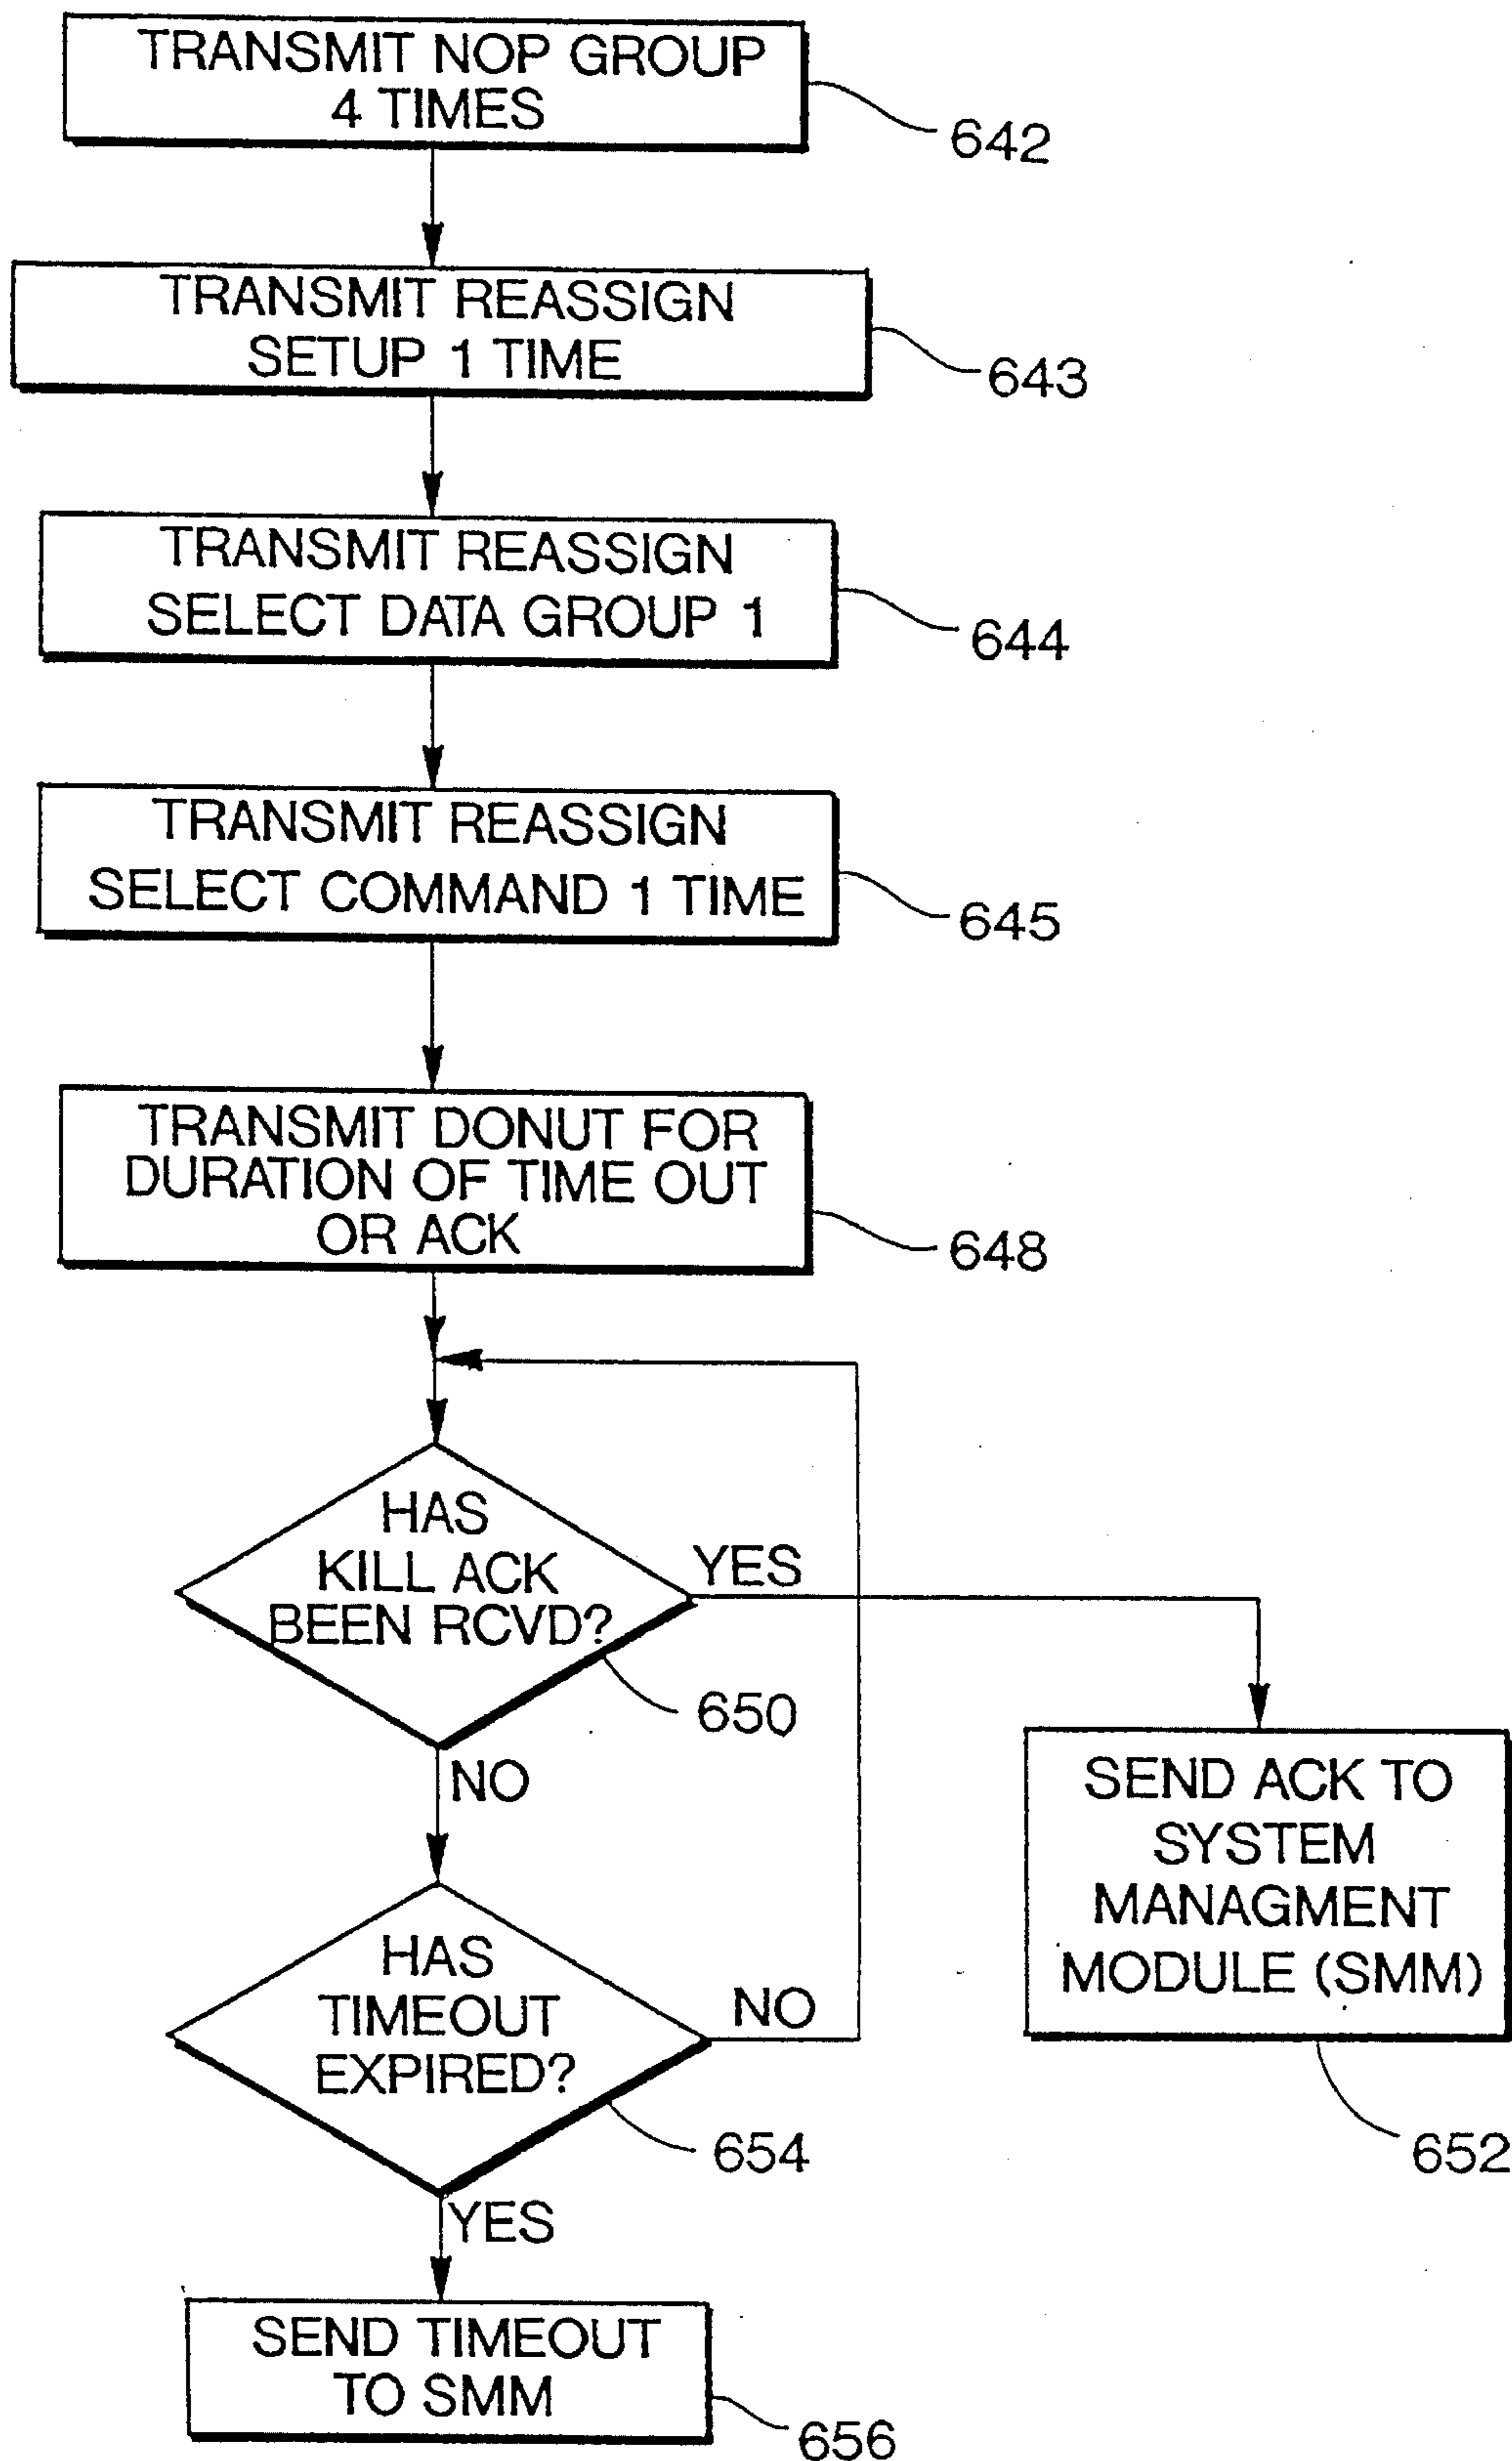 TRANSMIT NOP GROUP
4 TIMES
642
TRANSMIT REASSIGN
SETUP 1 TIME
643
TRANSMIT REASSIGN
SELECT DATA GROUP 1
644
TRANSMIT REASSIGN
SELECT COMMAND 1 TIME
645
TRANSMIT DONUT FOR
DURATION OF TIME OUT
OR ACK
648
HAS
KILL ACK
BEEN RCVD?
YES
650
NO
SEND ACK TO
SYSTEM
MANAGMENT
MODULE (SMM)
652
HAS
TIMEOUT
EXPIRED?
NO
654
YES
SEND TIMEOUT
TO SMM
656